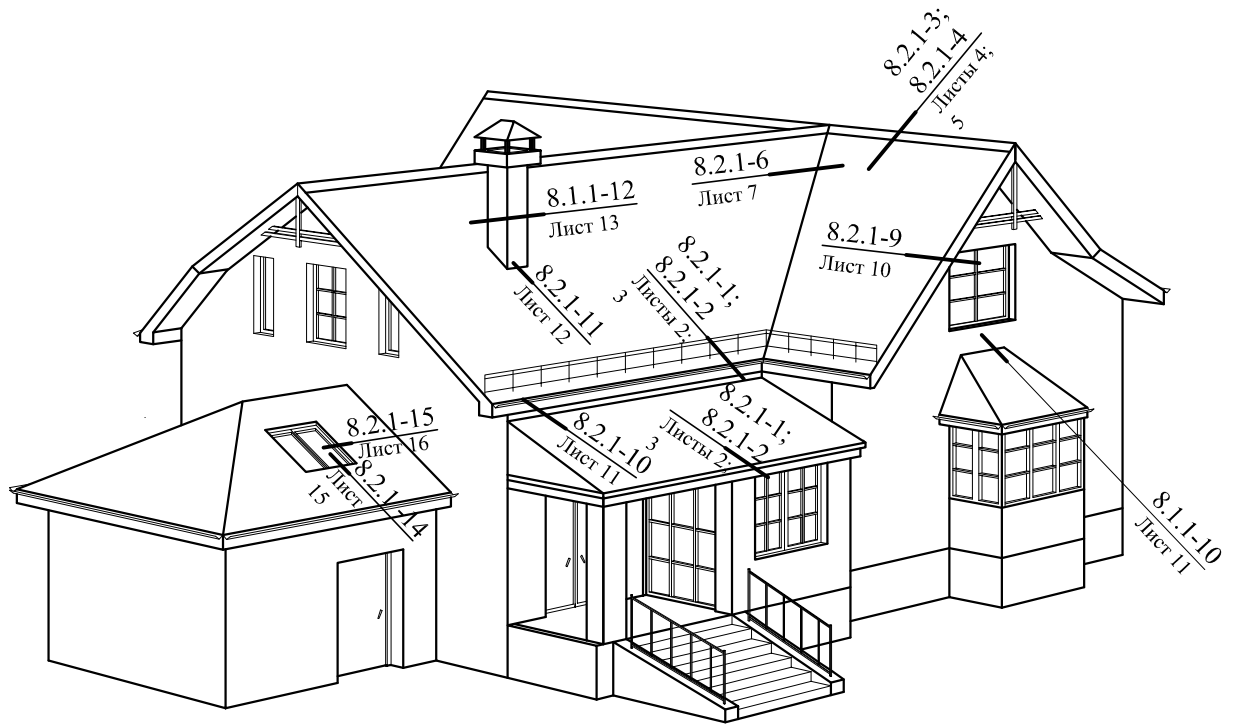 8.2.1-3;
8.2.1-4
Листы 4;
5
8.2.1-6
Лист 7
8.1.1-12
Лист 13
8.2.1-9
Лист 10
8.2.1-1;
8.2.1-2
Листы 2;
3
8.2.1-11
Лист 12
8.2.1-1;
8.2.1-2
Листы 2;
3
8.2.1-10
Лист 11
8.2.1-15
Лист 16
8.2.1-14
Лист
15
8.1.1-10
Лист 11